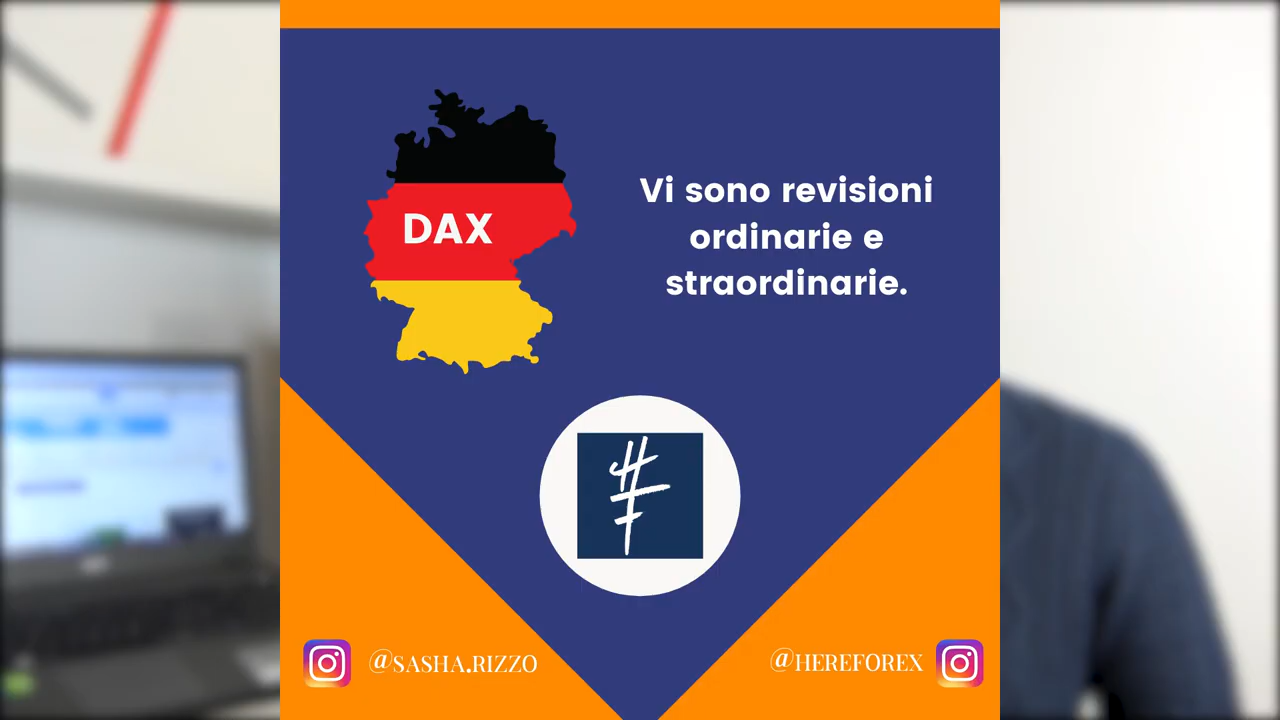 DAX
Vi sono revisioni
ordinarie e
straordinarie.
@SASHA.RIZZO
@HEREFOREX